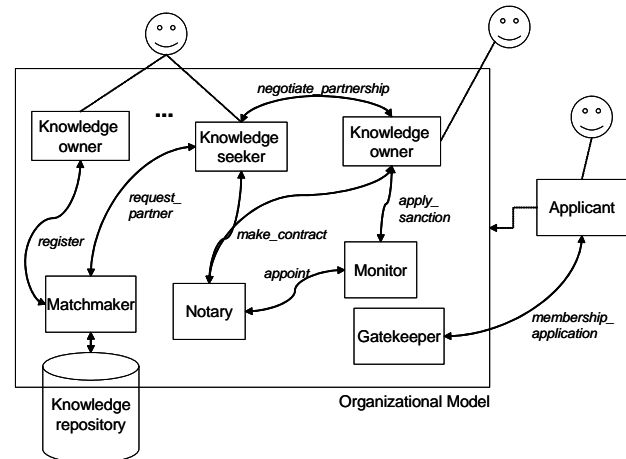 negotiate_partnership
...
Knowledge
owner
Knowledge
seeker
Knowledge
owner
request_
partner
apply_
sanction
Applicant
register
make_contract
appoint
Monitor
Matchmaker
Notary
Gatekeeper
membership_
application
Knowledge
repository
Organizational Model